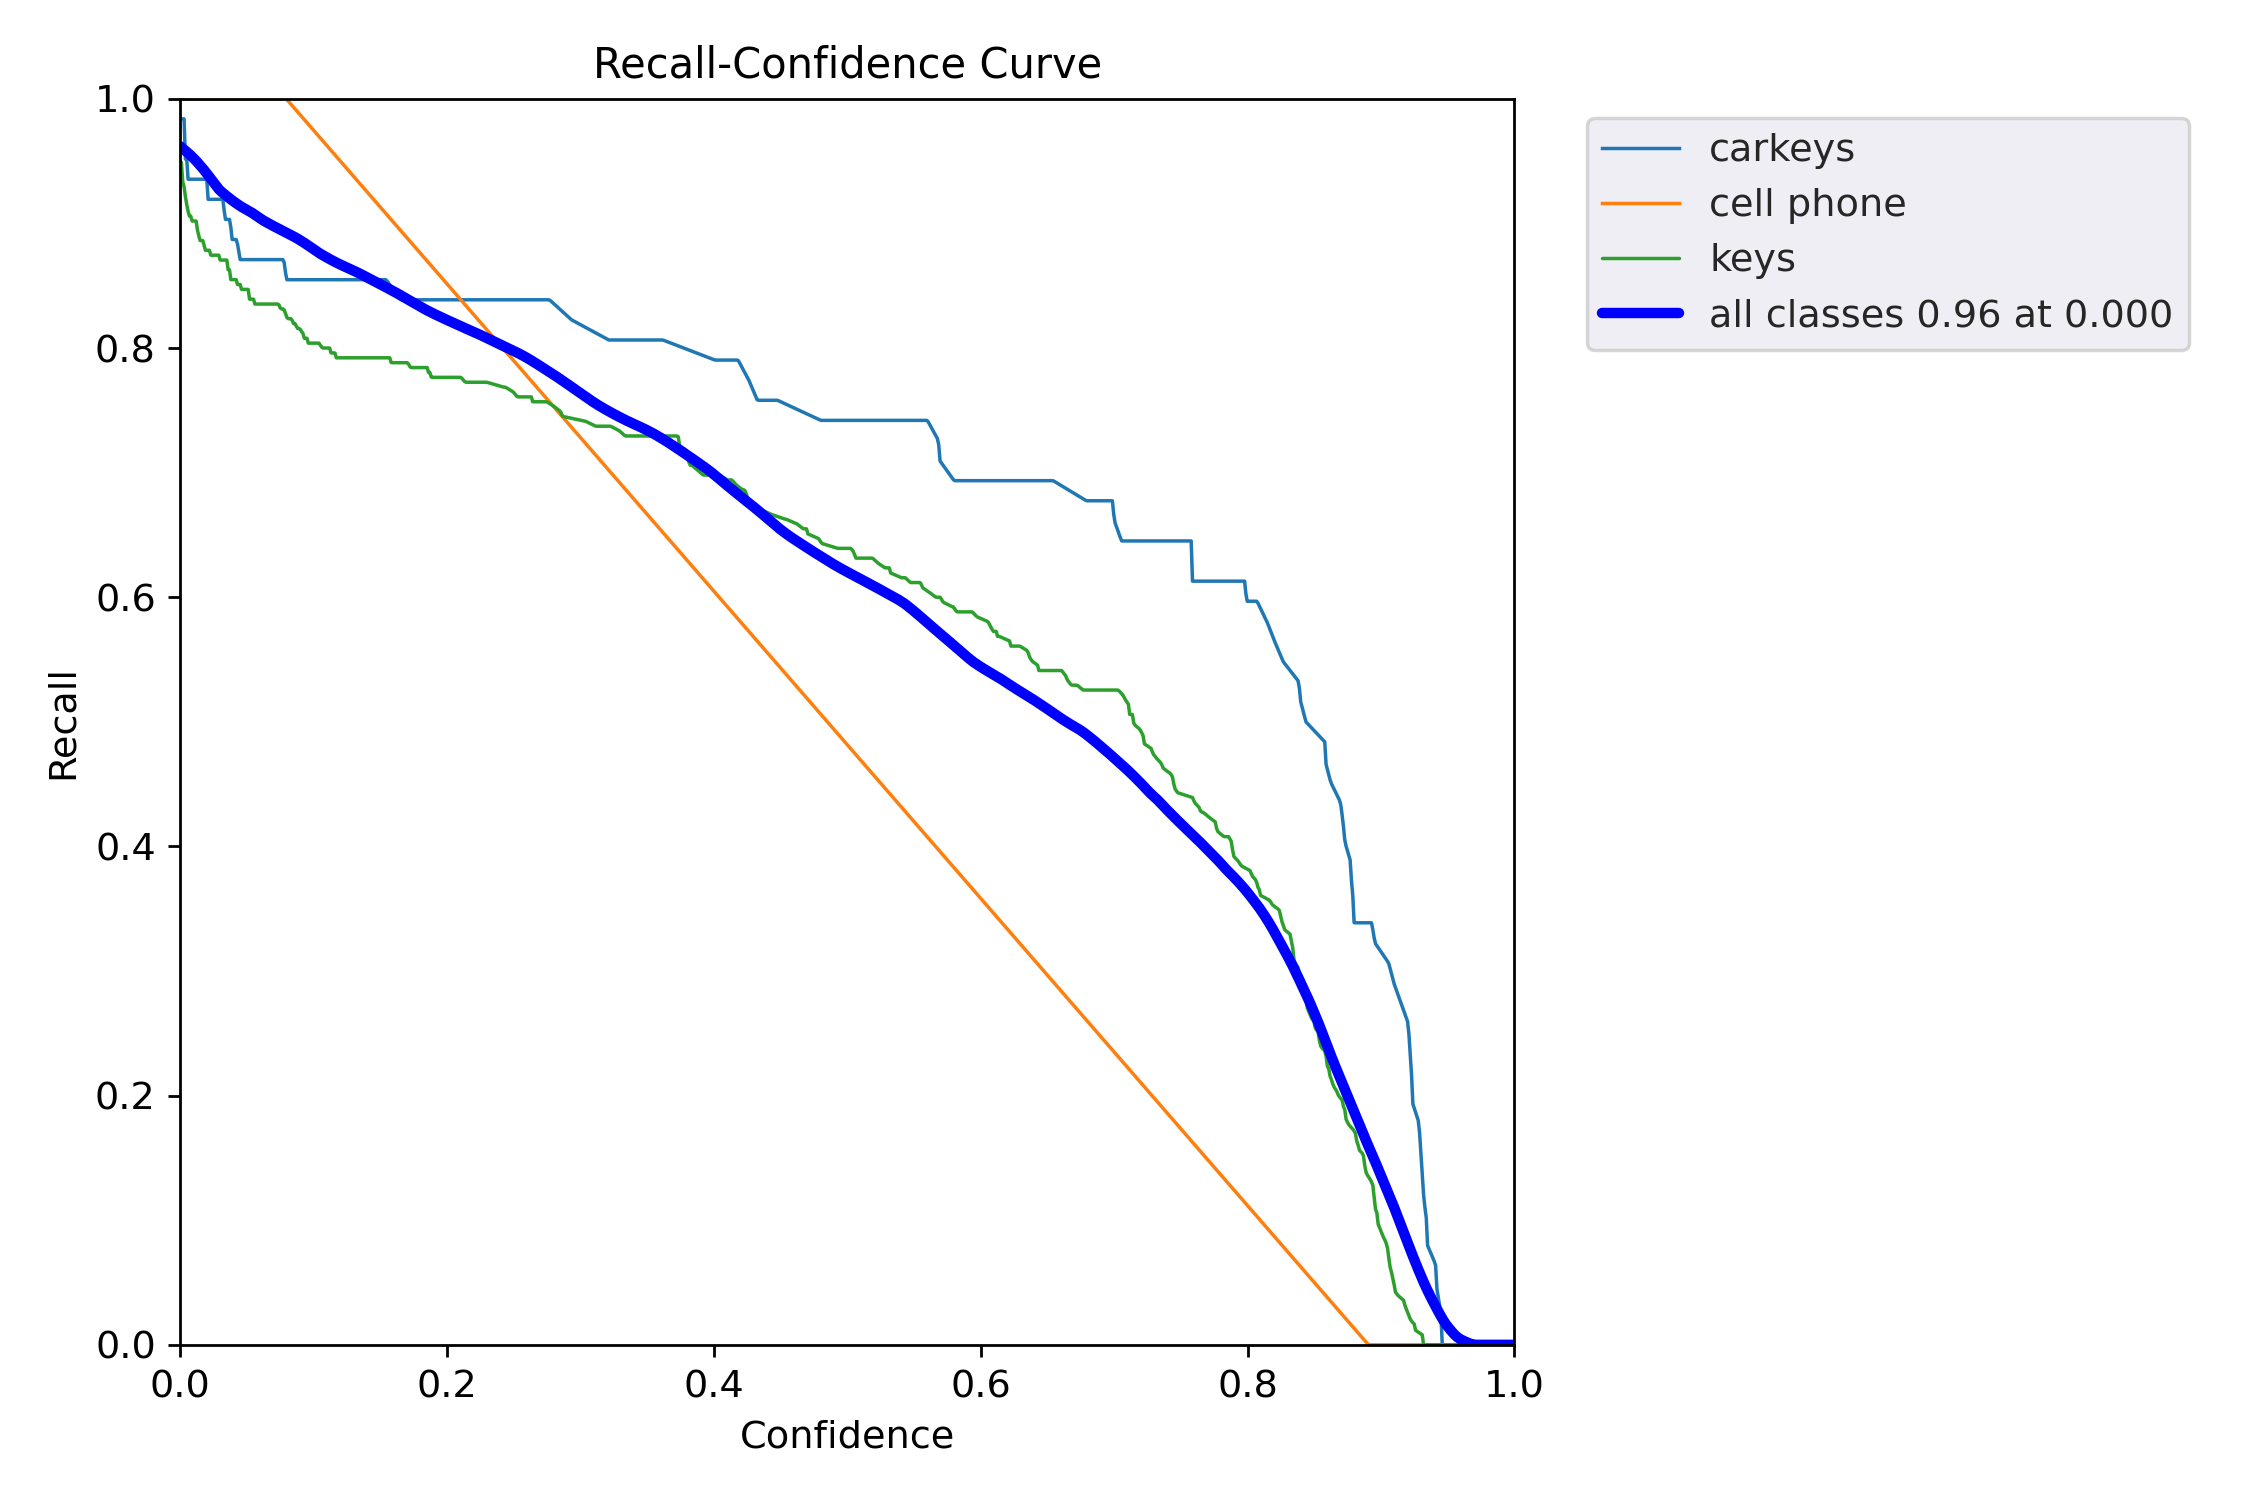 Recall-Confidence Curve
1.0
0.8
0.6
0.4
0.2
0.0
Recall
0.0 0.2 0.4 0.6 0.8 1.0
Confidence
carkeys
cell phone
keys
all classes 0.96 at 0.000